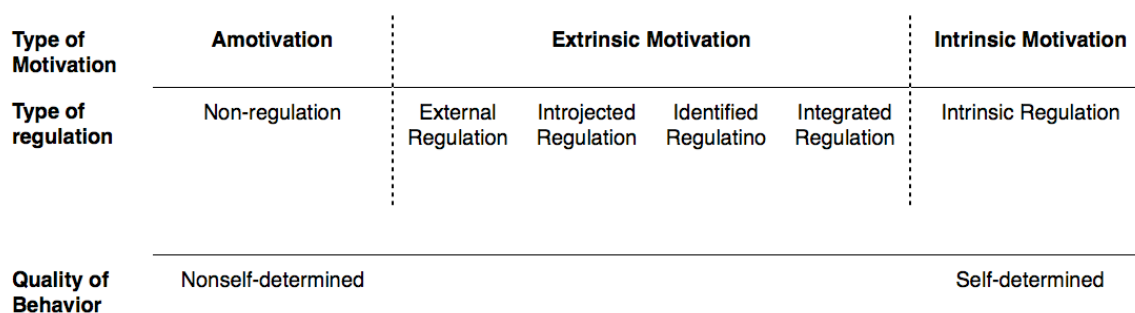 Type of Motivation
Amotivation
Extrinsic Motivation
Intrinsic Motivation
Type of regulation
Non-regulation
External Regulation
Introjected Regulation
Identified Regulatino
Integrated Regulation
Intrinsic Regulation
Quality of Behavior
Nonself-determined
Self-determined